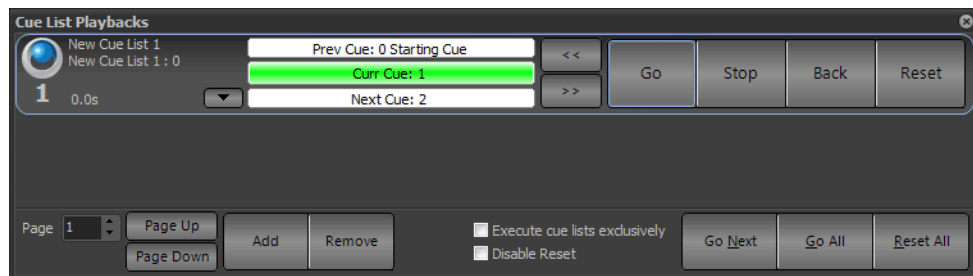 Cue List Playbacks
New Cue List 1
New Cue List 1 : 0
1
0.0s
Prev Cue: 0 Starting Cue
Curr Cue: 1
Next Cue: 2
<<
>>
Go
Stop
Back
Reset
Page 1
Page Up
Page Down
Add
Remove
Execute cue lists exclusively
Disable Reset
Go Next
Go All
Reset All